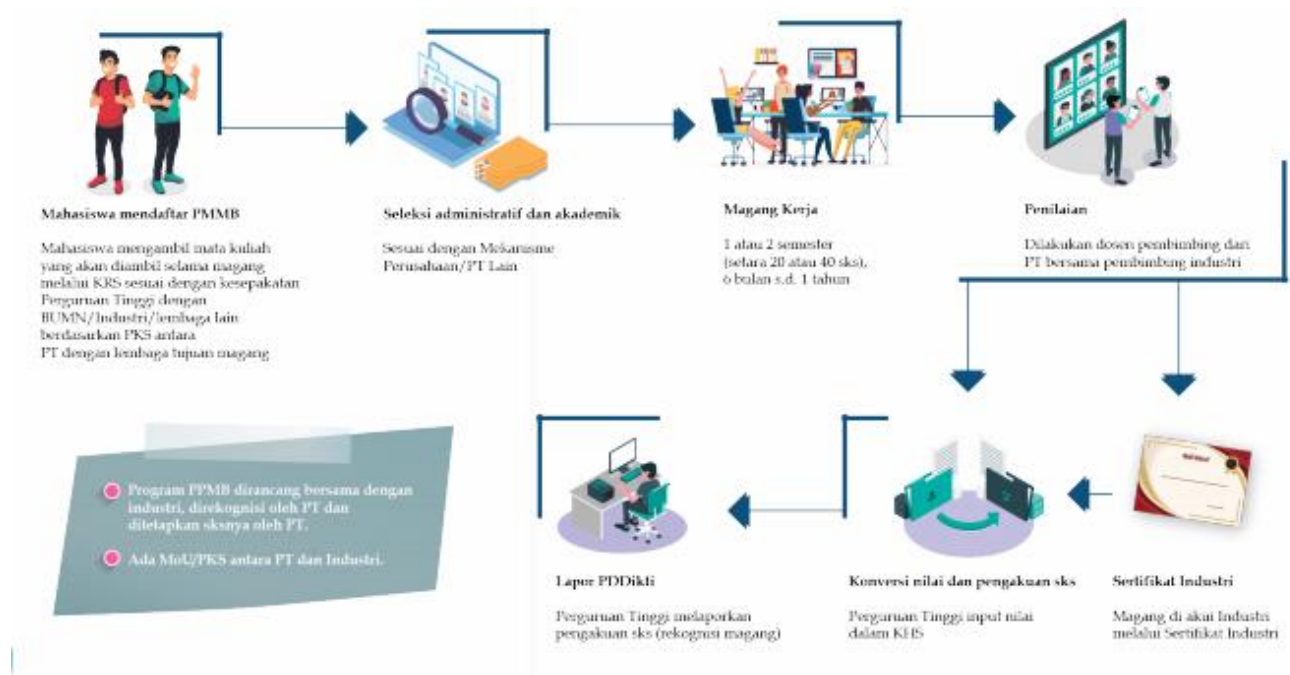 Mahasiswa mendaftar PMMB
Mahasiswa mengambil mata kuliah
yang akan diambil selama magang
melalui KRS sesuai dengan kesepakatan
Perguruan Tinggi dengan
BUMN/Industri/lembaga lain
berdasarkan PKS antara
PT dengan lembaga tujuan magang
Seleksi administratif dan akademik
Sesuai dengan Mekanisme
Perusahaan/PT Lain
Magang Kerja
1 atau 2 semester
(setara 20 atau 40 sks),
6 bulan s.d. 1 tahun
Penilaian
Dilakukan dosen pembimbing dari
PT bersama pembimbing industri
Program PPMB dirancang bersama dengan
industri, direkognisi oleh PT dan
ditetapkan sksnya oleh PT.
Ada MoU/PKS antara PT dan Industri.
Lapor PDDikti
Perguruan Tinggi melaporkan
pengakuan sks (rekognisi magang)
Konversi nilai dan pengakuan sks
Perguruan Tinggi input nilai
dalam KHS
Sertifikat Industri
Magang di akui Industri
melalui Sertifikat Industri